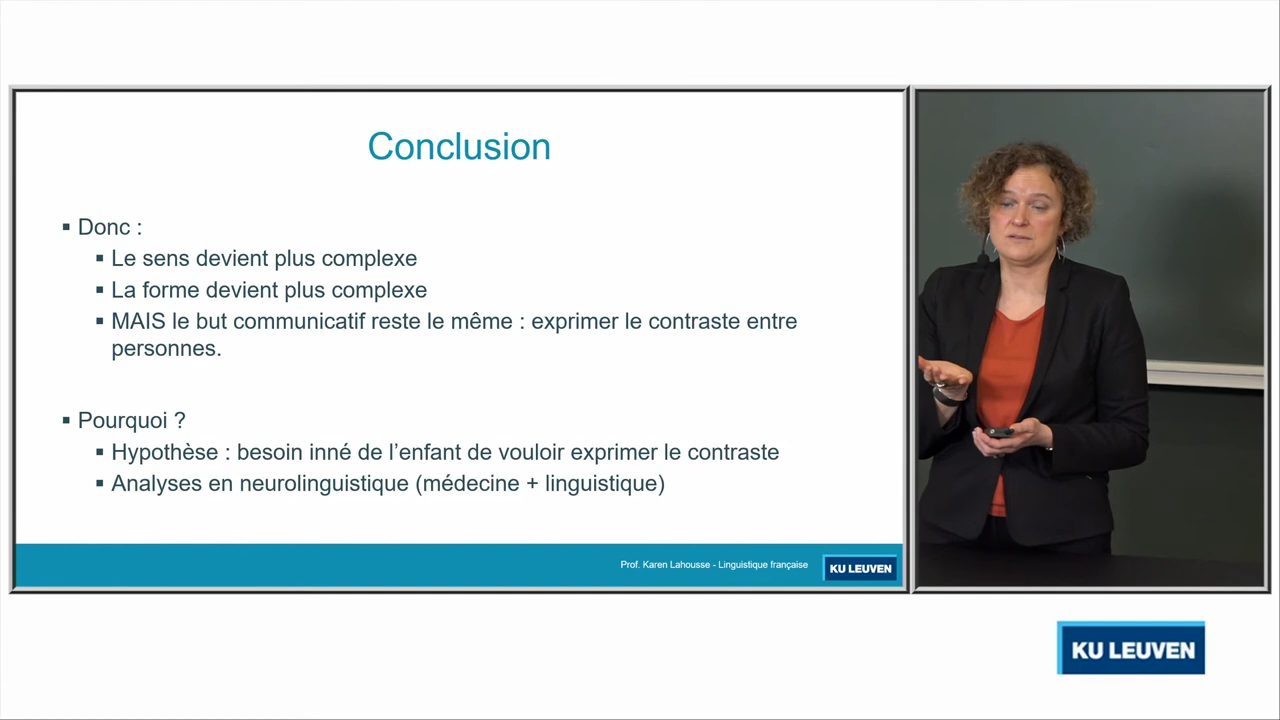 Conclusion
▪ Donc :
▪ Le sens devient plus complexe
▪ La forme devient plus complexe
▪ MAIS le but communicatif reste le même : exprimer le contraste entre
personnes.
▪ Pourquoi ?
▪ Hypothèse : besoin inné de l’enfant de vouloir exprimer le contraste
▪ Analyses en neurolinguistique (médecine + linguistique)
Prof. Karen Lahousse - Linguistique française
KU LEUVEN
KU LEUVEN